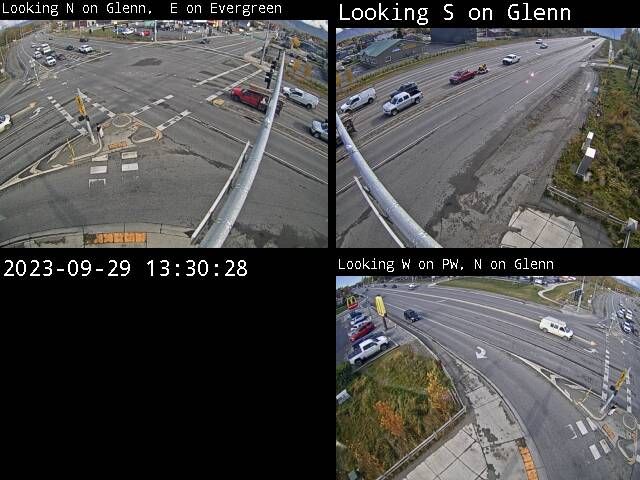 Looking N on Glenn,  E on Evergreen
Looking S on Glenn
2023-09-29 13:30:28
Looking W on PW, N on Glenn